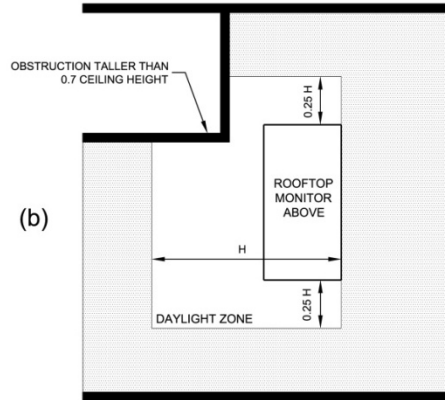 OBSTRUCTION TALLER THAN
0.7 CEILING HEIGHT
0.25 H
ROOFTOP
MONITOR
ABOVE
(b)
H
0.25 H
DAYLIGHT ZONE